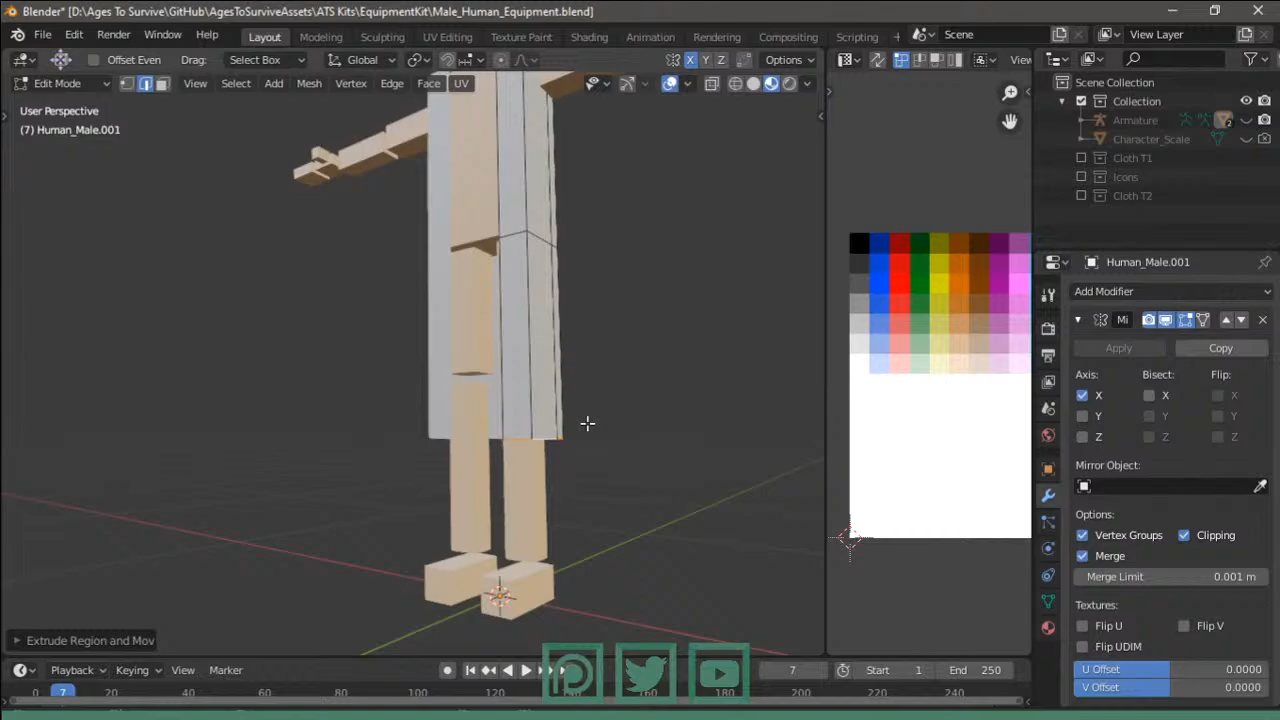 Blender* [D:\Ages To Survive\GitHub\AgesToSurviveAssets\ATS Kits\EquipmentKit\Male_Human_Equipment.blend]
File Edit Render Window Help Layout Modeling Sculpting UV Editing Texture Paint Shading Animation Rendering Compositing Scripting + Scene View Layer
Offset Even Drag: Select Box Global X Y Z Options View
Edit Mode View Select Add Mesh Vertex Edge Face UV
User Perspective
(7) Human_Male.001
Scene Collection
Collection
Armature
Character_Scale
Cloth T1
Icons
Cloth T2
Human_Male.001
Add Modifier
Mi
Apply Copy
Axis: Bisect: Flip:
X X X
Y Y Y
Z Z Z
Mirror Object:
Options:
Vertex Groups Clipping
Merge
Merge Limit 0.001 m
Textures:
Flip U Flip V
Flip UDIM
U Offset 0.0000
V Offset 0.0000
Extrude Region and Mov
Playback Keying View Marker 7 Start 1 End 250
0 7 20 40 60 80 100 120 140 160 180 200 220 240